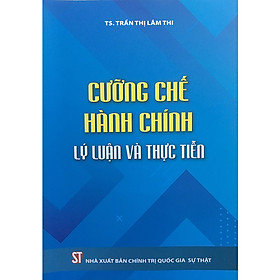 TS. TRẦN THỊ LÂM THI
CƯỠNG CHẾ
HÀNH CHÍNH
LÝ LUẬN VÀ THỰC TIỄN
ST NHÀ XUẤT BẢN CHÍNH TRỊ QUỐC GIA SỰ THẬT